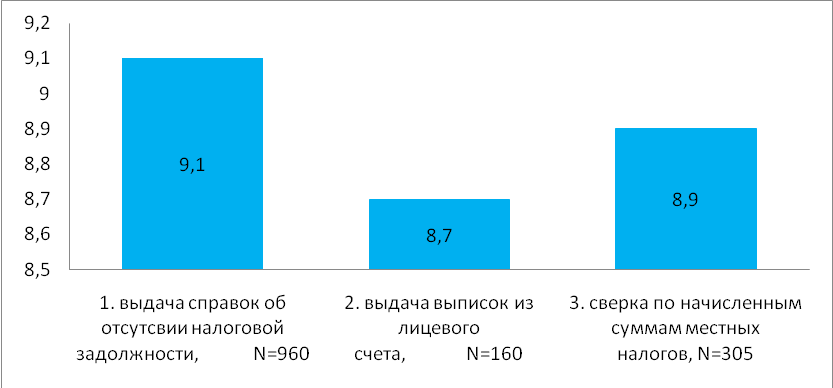 9,2
9,1
9
8,9
8,8
8,7
8,6
8,5
9,1
8,7
8,9
1. выдача справок об
отсутсвии налоговой
задолжности, N=960
2. выдача выписок из
лицевого
счета, N=160
3. сверка по начисленным
суммам местных
налогов, N=305